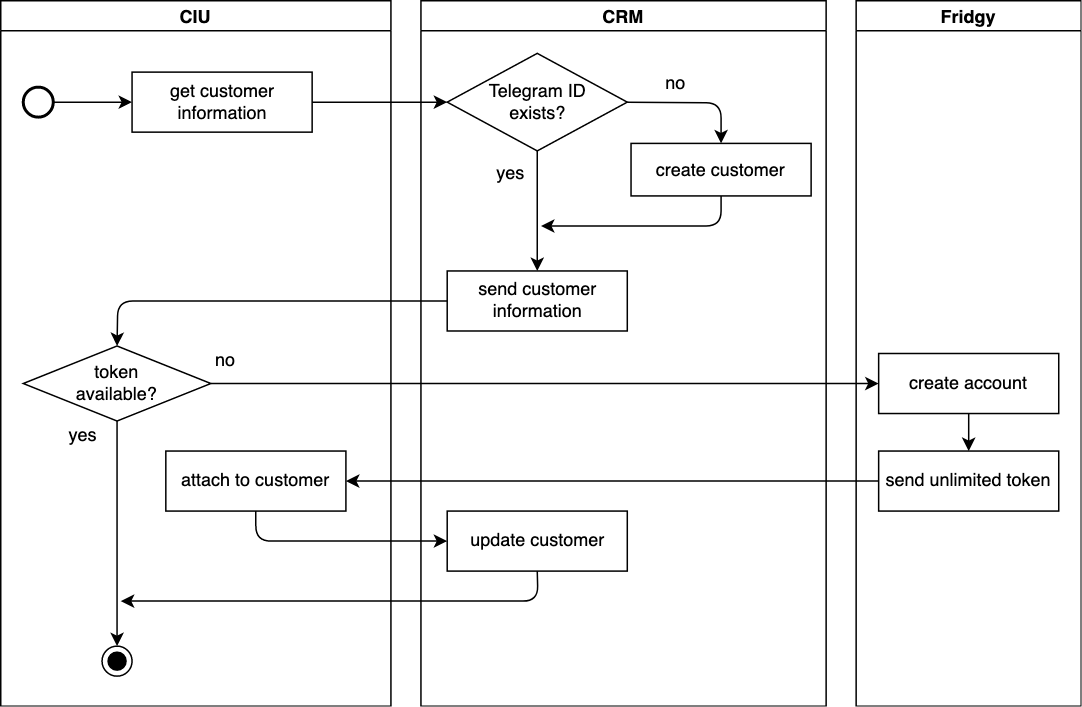 CIU
CRM
Fridgy
get customer
information
Telegram ID
exists?
no
yes
create customer
send customer
information
token
available?
no
yes
create account
attach to customer
send unlimited token
update customer